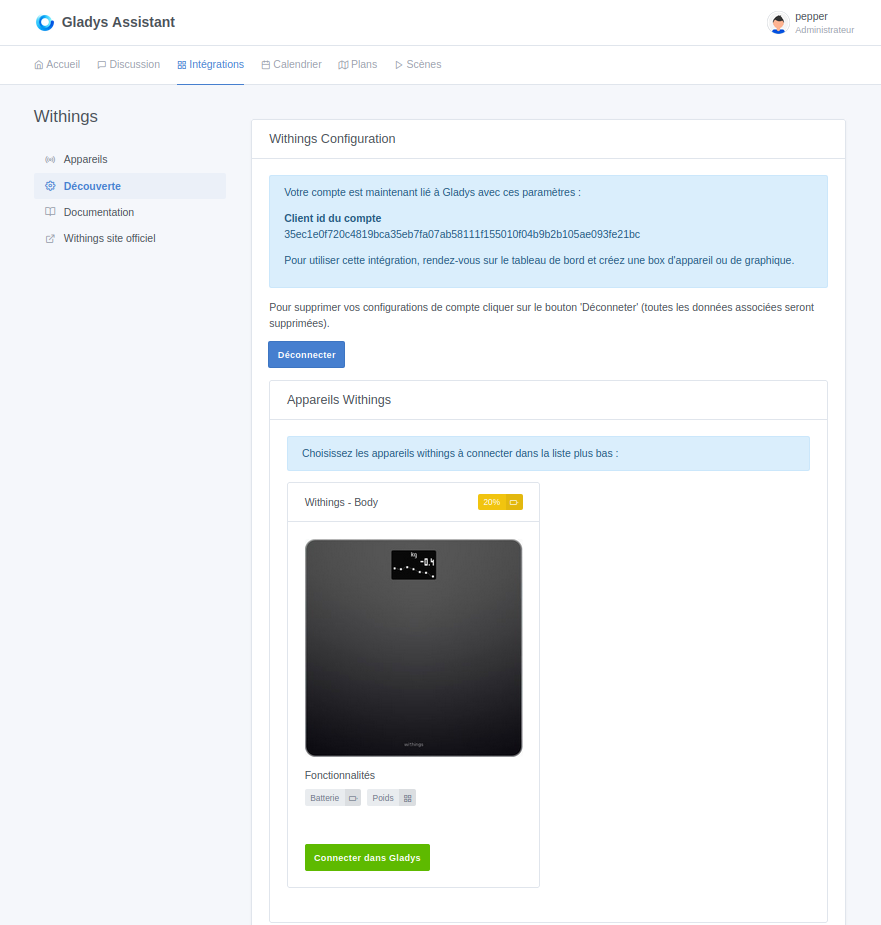 Gladys Assistant
pepper
Administrateur
Accueil
Discussion
Intégrations
Calendrier
Plans
Scènes
Withings
Appareils
Découverte
Documentation
Withings site officiel
Withings Configuration
Votre compte est maintenant lié à Gladys avec ces paramètres :
Client id du compte
35ec1e0f720c4819bca35eb7fa07ab58111f155010f04b9b2b105ae093fe21bc
Pour utiliser cette intégration, rendez-vous sur le tableau de bord et créez une box d'appareil ou de graphique.
Pour supprimer vos configurations de compte cliquer sur le bouton 'Déconneter' (toutes les données associées seront
supprimées).
Déconnecter
Appareils Withings
Choisissez les appareils withings à connecter dans la liste plus bas :
Withings - Body
20%
kg
-0.4
withings
Fonctionnalités
Batterie
Poids
Connecter dans Gladys